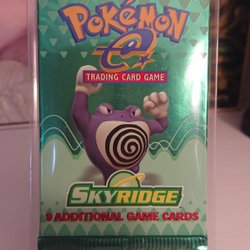 POKéMON
e
TRADING CARD GAME
SKYRIDGE
9 ADDITIONAL GAME CARDS